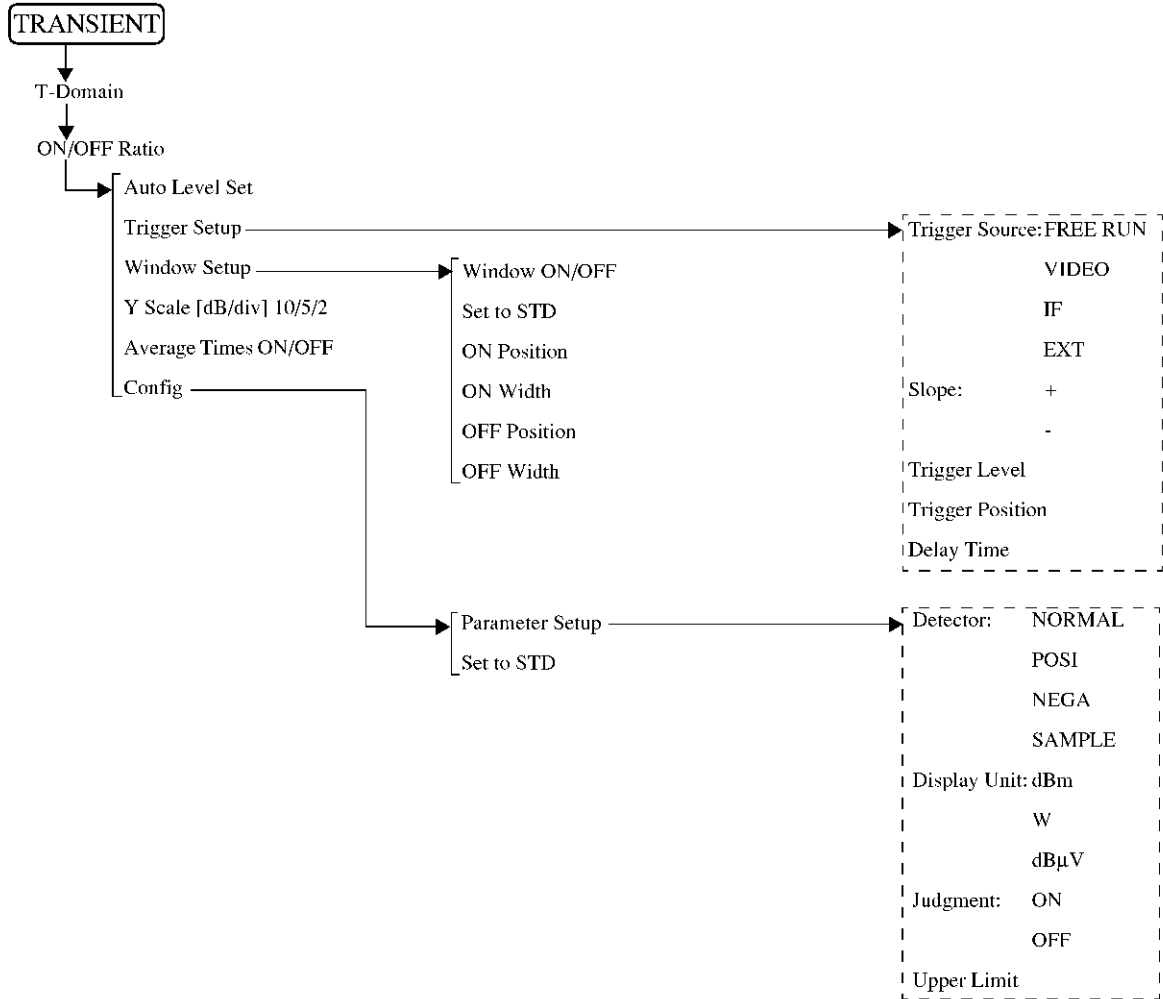 TRANSIENT
T-Domain
ON/OFF Ratio
Auto Level Set
Trigger Setup
Window Setup
Y Scale [dB/div] 10/5/2
Average Times ON/OFF
Config
Window ON/OFF
Set to STD
ON Position
ON Width
OFF Position
OFF Width
Trigger Source: FREE RUN
VIDEO
IF
EXT
Slope: +
-
Trigger Level
Trigger Position
Delay Time
Parameter Setup
Set to STD
Detector: NORMAL
POSI
NEGA
SAMPLE
Display Unit: dBm
W
dBµV
Judgment: ON
OFF
Upper Limit